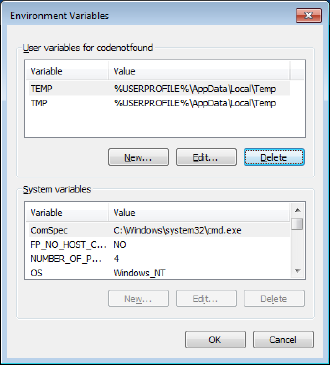 Environment Variables
User variables for codenotfound
Variable Value
TEMP %USERPROFILE%\AppData\Local\Temp
TMP %USERPROFILE%\AppData\Local\Temp
New... Edit... Delete
System variables
Variable Value
ComSpec C:\Windows\system32\cmd.exe
FP_NO_HOST_C... NO
NUMBER_OF_P... 4
OS Windows_NT
New... Edit... Delete
OK Cancel